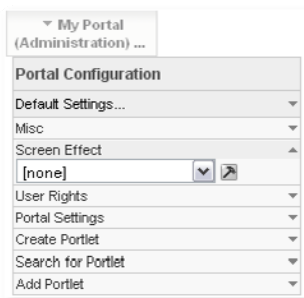 My Portal
(Administration) ...
Portal Configuration
Default Settings...
Misc
Screen Effect
[none]
User Rights
Portal Settings
Create Portlet
Search for Portlet
Add Portlet